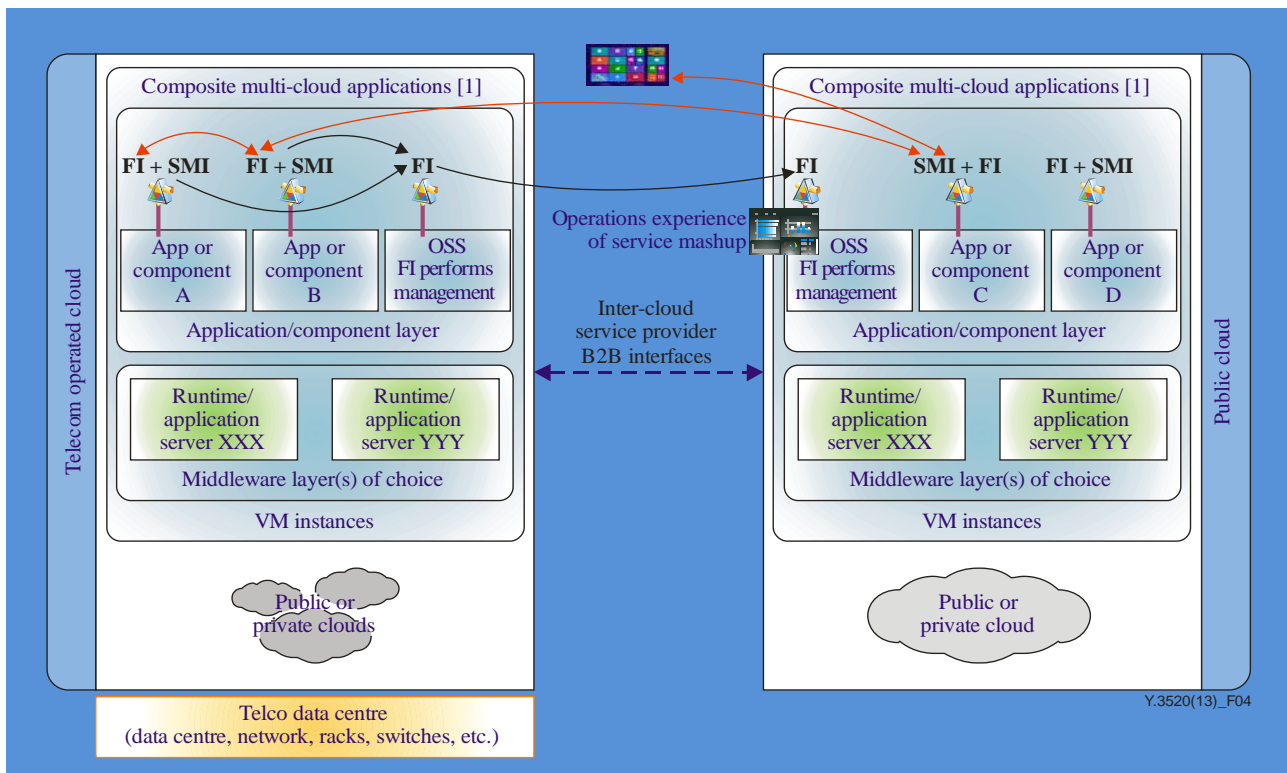 Telecom operated cloud
Composite multi-cloud applications [1]
FI + SMI
FI + SMI
FI
App or
component
A
App or
component
B
OSS
FI performs
management
Application/component layer
Runtime/
application
server XXX
Runtime/
application
server YYY
Middleware layer(s) of choice
VM instances
Public or
private clouds
Telco data centre
(data centre, network, racks, switches, etc.)
Operations experience
of service mashup
Inter-cloud
service provider
B2B interfaces
Composite multi-cloud applications [1]
FI
SMI + FI
FI + SMI
OSS
FI performs
management
App or
component
C
App or
component
D
Application/component layer
Runtime/
application
server XXX
Runtime/
application
server YYY
Middleware layer(s) of choice
VM instances
Public or
private cloud
Public cloud
Y.3520(13)_F04